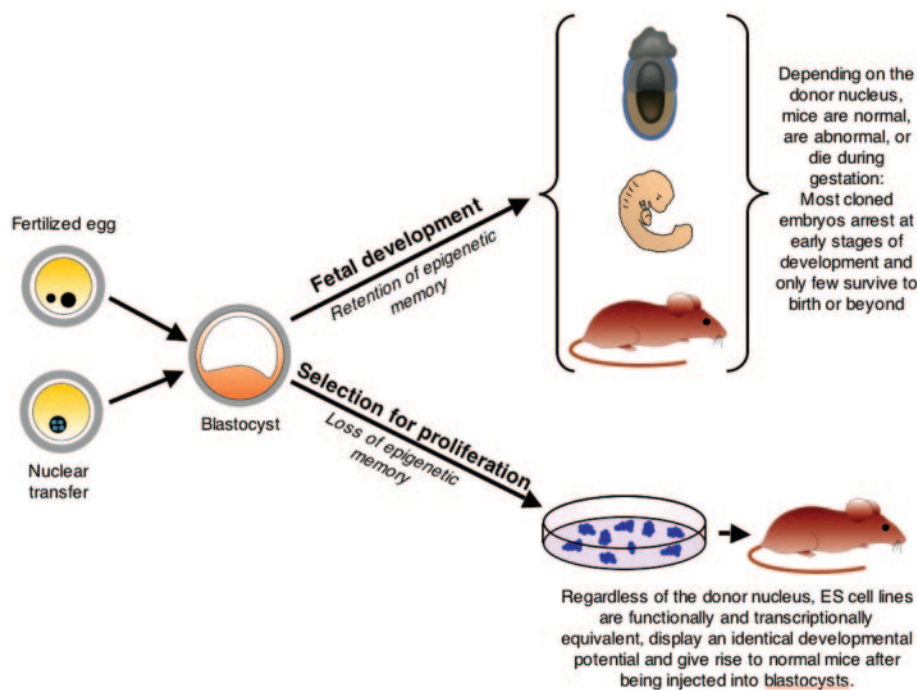 Fertilized egg
Nuclear
transfer
Blastocyst
Fetal development
Retention of epigenetic
memory
Selection for proliferation
Loss of epigenetic
memory
Depending on the
donor nucleus,
mice are normal,
are abnormal, or
die during
gestation:
Most cloned
embryos arrest at
early stages of
development and
only few survive to
birth or beyond
Regardless of the donor nucleus, ES cell lines
are functionally and transcriptionally
equivalent, display an identical developmental
potential and give rise to normal mice after
being injected into blastocysts.